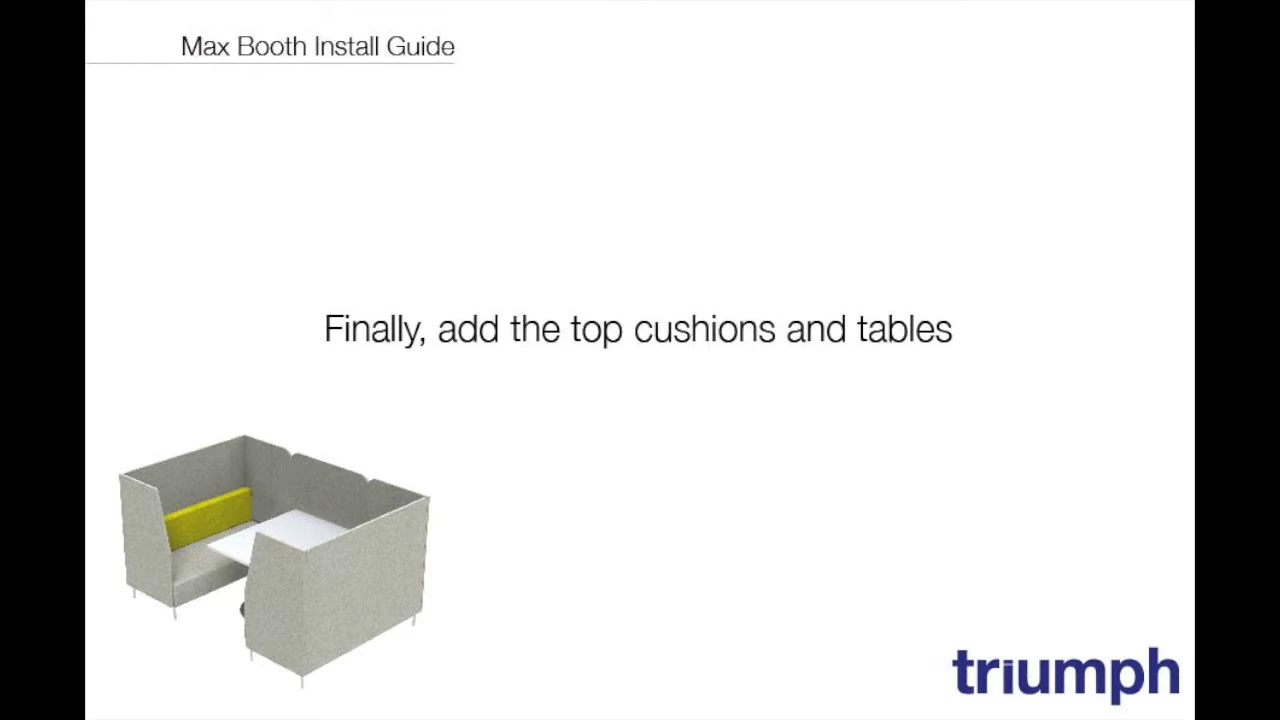 Max Booth Install Guide
Finally, add the top cushions and tables
triumph